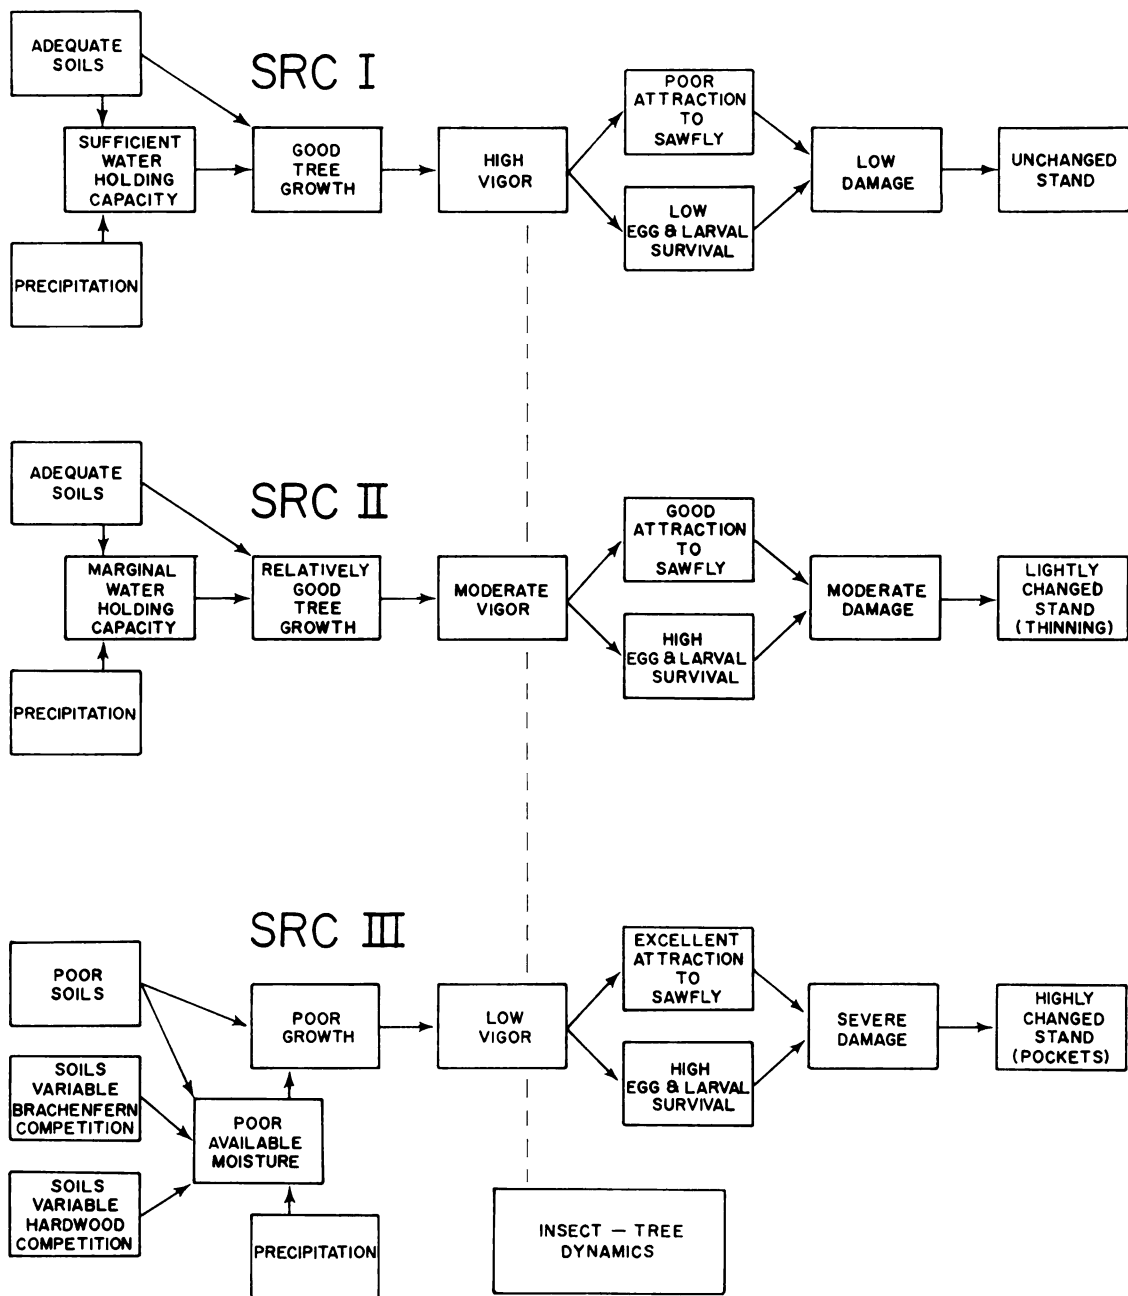 SRC I
ADEQUATE
SOILS
SUFFICIENT
WATER
HOLDING
CAPACITY
PRECIPITATION
GOOD
TREE
GROWTH
HIGH
VIGOR
POOR
ATTRACTION
TO
SAWFLY
LOW
EGG & LARVAL
SURVIVAL
LOW
DAMAGE
UNCHANGED
STAND
SRC II
ADEQUATE
SOILS
MARGINAL
WATER
HOLDING
CAPACITY
PRECIPITATION
RELATIVELY
GOOD
TREE
GROWTH
MODERATE
VIGOR
GOOD
ATTRACTION
TO
SAWFLY
HIGH
EGG & LARVAL
SURVIVAL
MODERATE
DAMAGE
LIGHTLY
CHANGED
STAND
(THINNING)
SRC III
POOR
SOILS
SOILS
VARIABLE
BRACHENFERN
COMPETITION
SOILS
VARIABLE
HARDWOOD
COMPETITION
POOR
AVAILABLE
MOISTURE
PRECIPITATION
POOR
GROWTH
LOW
VIGOR
EXCELLENT
ATTRACTION
TO
SAWFLY
HIGH
EGG & LARVAL
SURVIVAL
SEVERE
DAMAGE
HIGHLY
CHANGED
STAND
(POCKETS)
INSECT — TREE
DYNAMICS